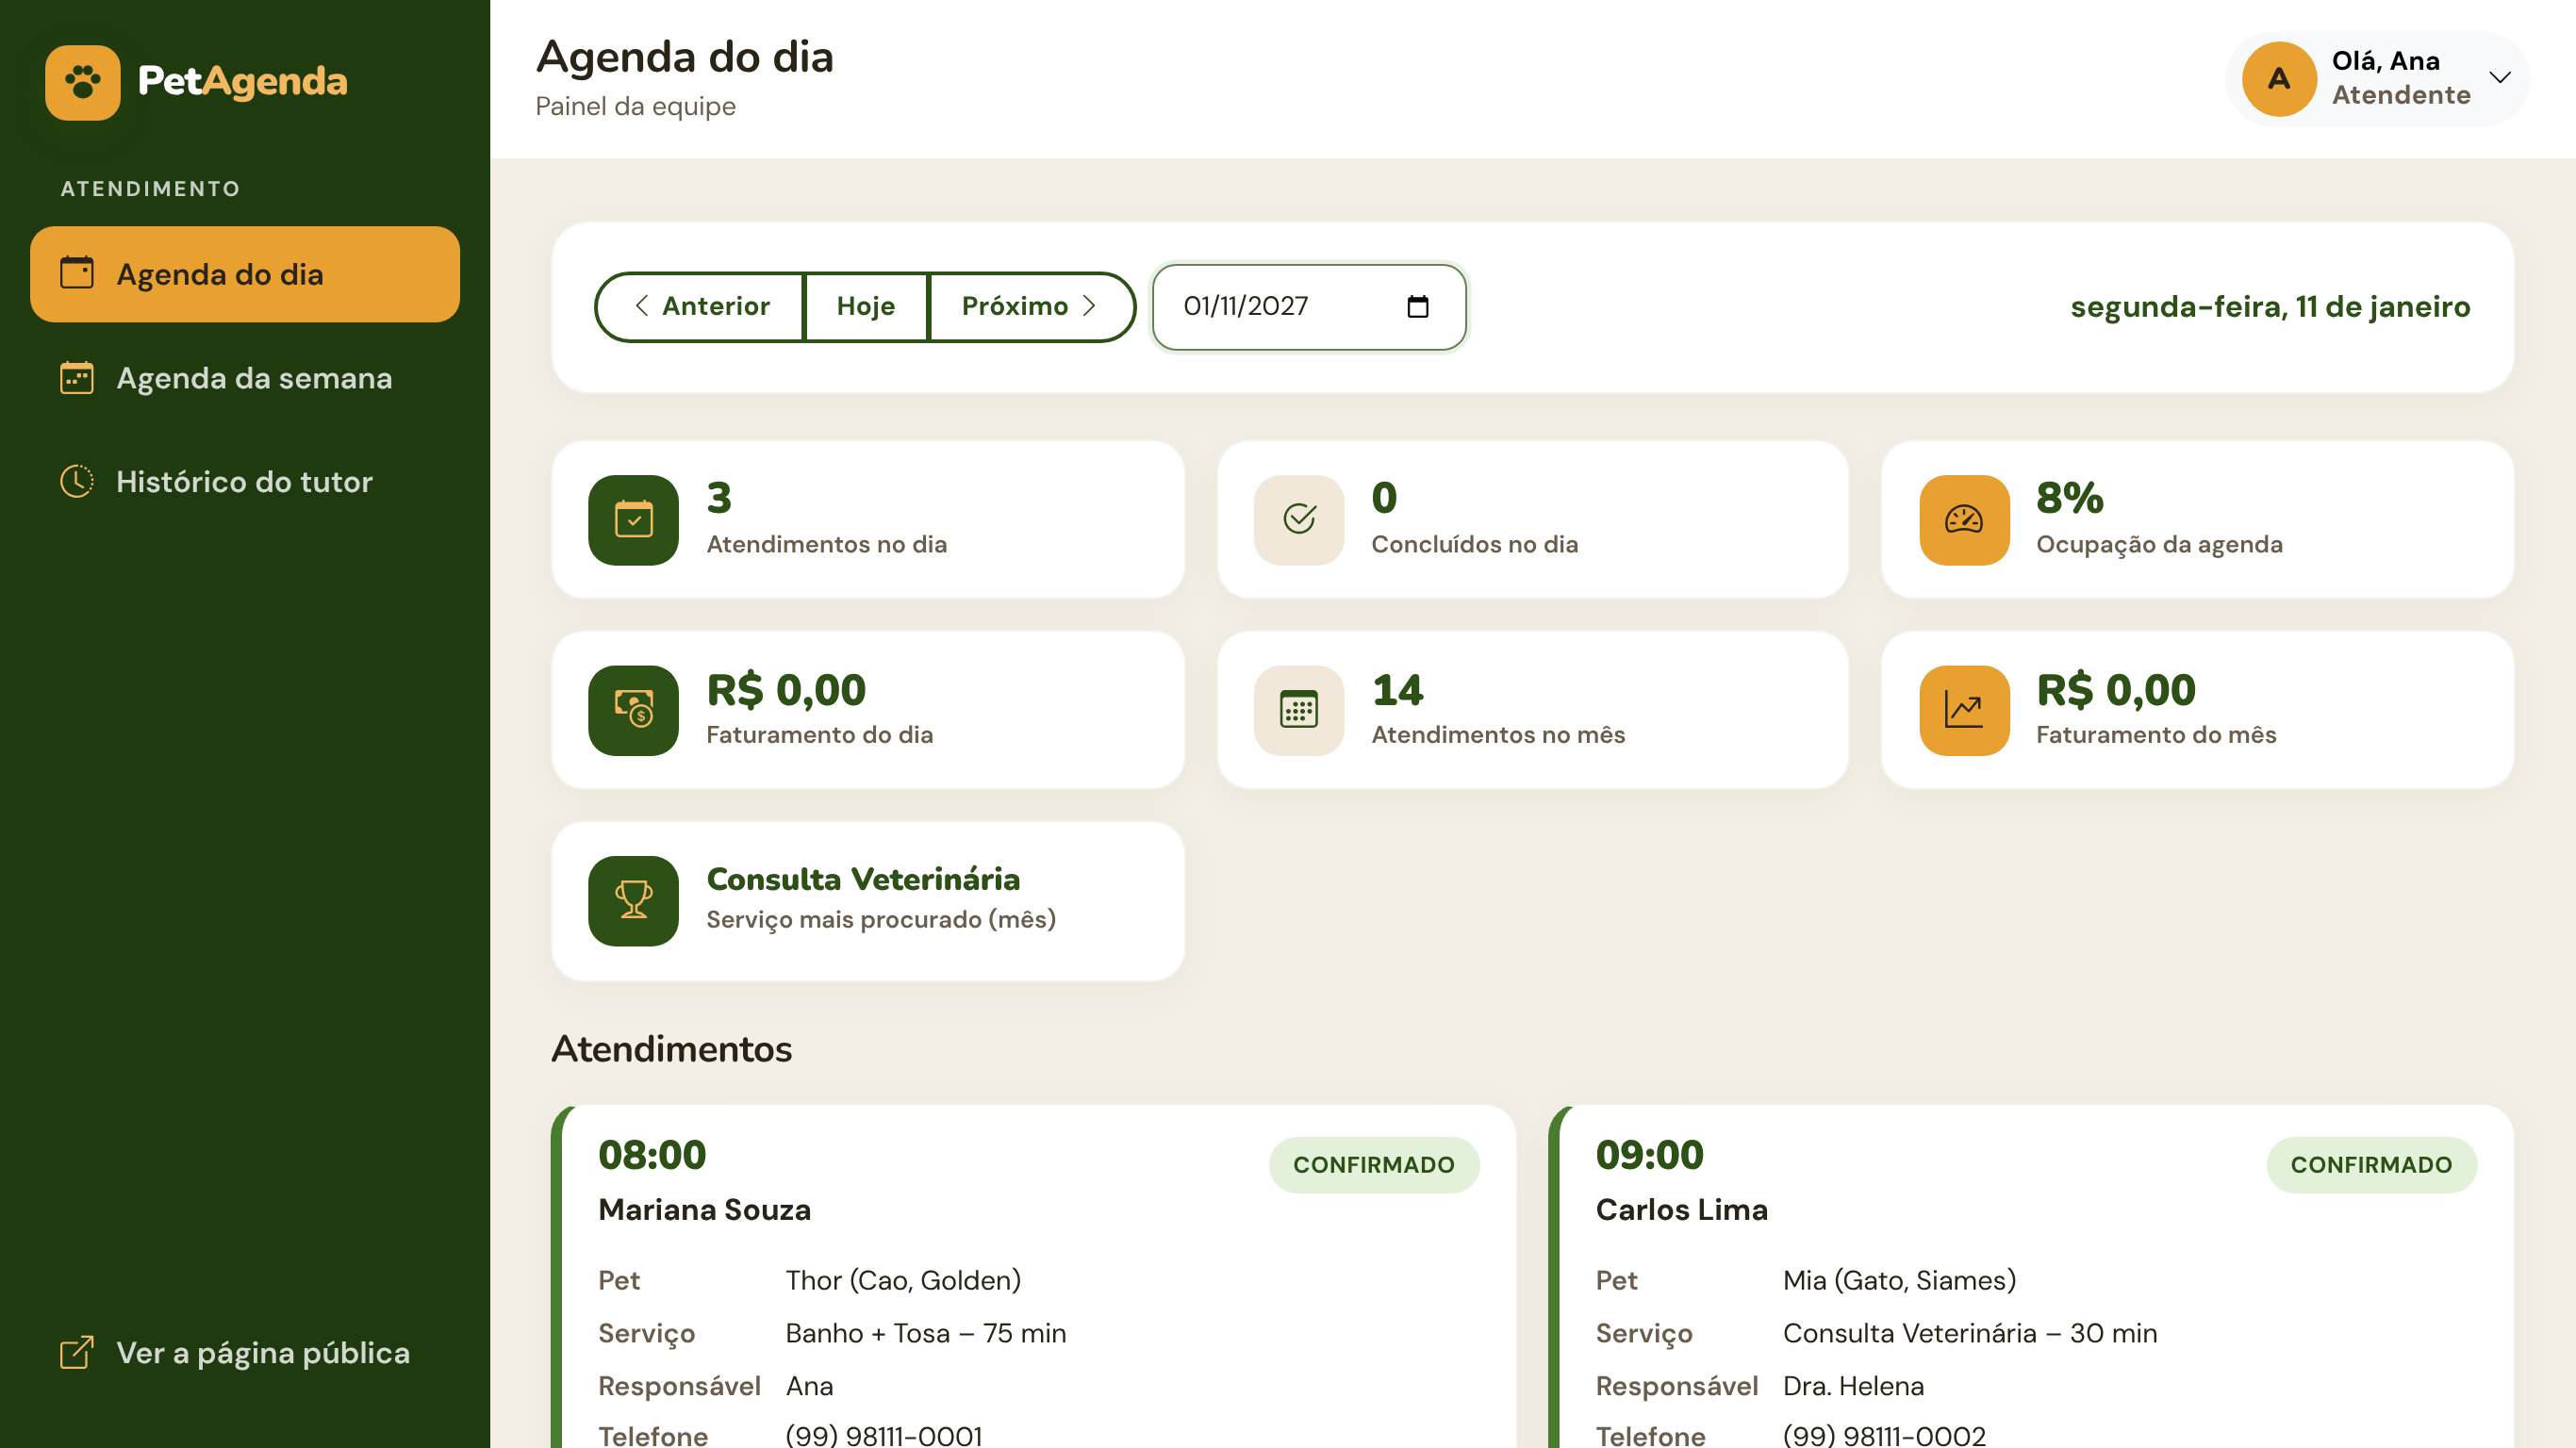 PetAgenda
ATENDIMENTO
Agenda do dia
Agenda da semana
Histórico do tutor
Ver a página pública
Agenda do dia
Painel da equipe
A
Olá, Ana
Atendente
Anterior
Hoje
Próximo
01/11/2027
segunda-feira, 11 de janeiro
3
Atendimentos no dia
0
Concluídos no dia
8%
Ocupação da agenda
R$ 0,00
Faturamento do dia
14
Atendimentos no mês
R$ 0,00
Faturamento do mês
Consulta Veterinária
Serviço mais procurado (mês)
Atendimentos
08:00
CONFIRMADO
Mariana Souza
Pet Thor (Cao, Golden)
Serviço Banho + Tosa – 75 min
Responsável Ana
Telefone (99) 98111-0001
09:00
CONFIRMADO
Carlos Lima
Pet Mia (Gato, Siames)
Serviço Consulta Veterinária – 30 min
Responsável Dra. Helena
Telefone (99) 98111-0002